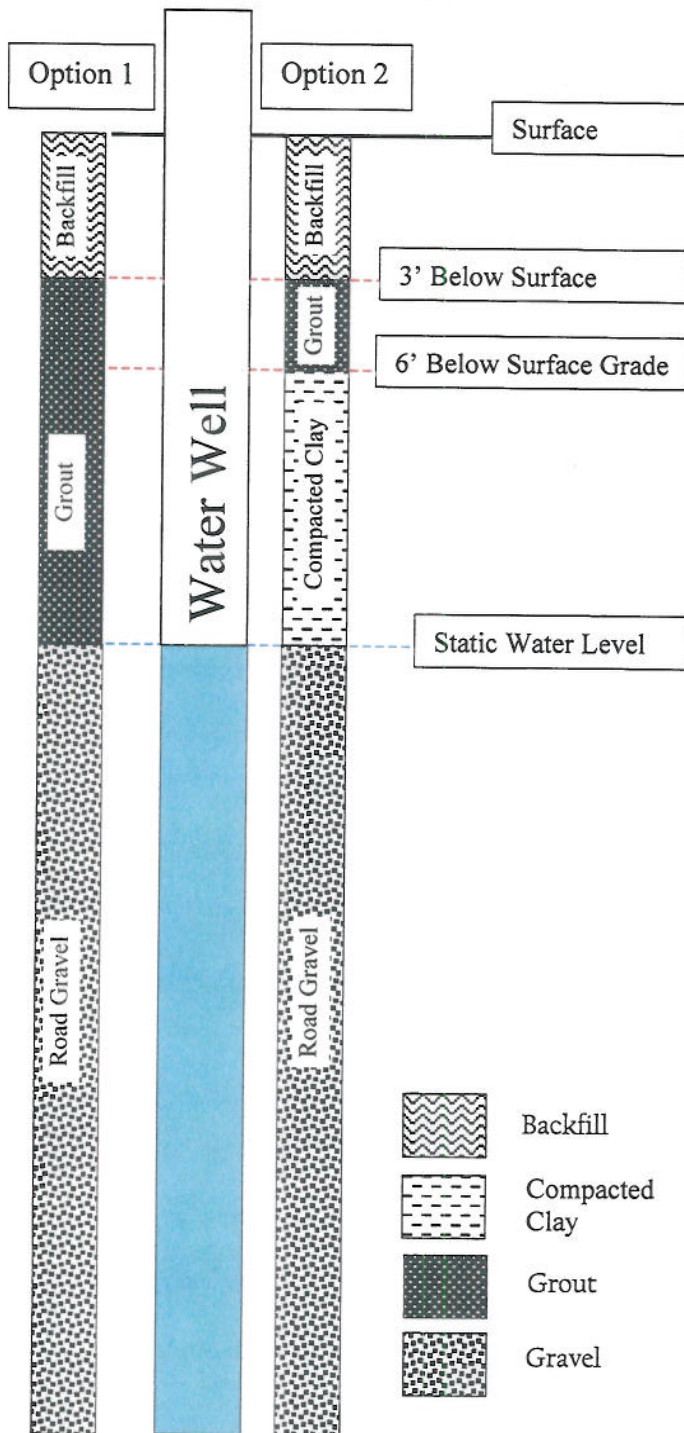 Option 1
Option 2
Surface
Backfill
Backfill
3' Below Surface
Grout
6' Below Surface Grade
Water Well
Grout
Compacted Clay
Static Water Level
Road Gravel
Road Gravel
Backfill
Compacted
Clay
Grout
Gravel